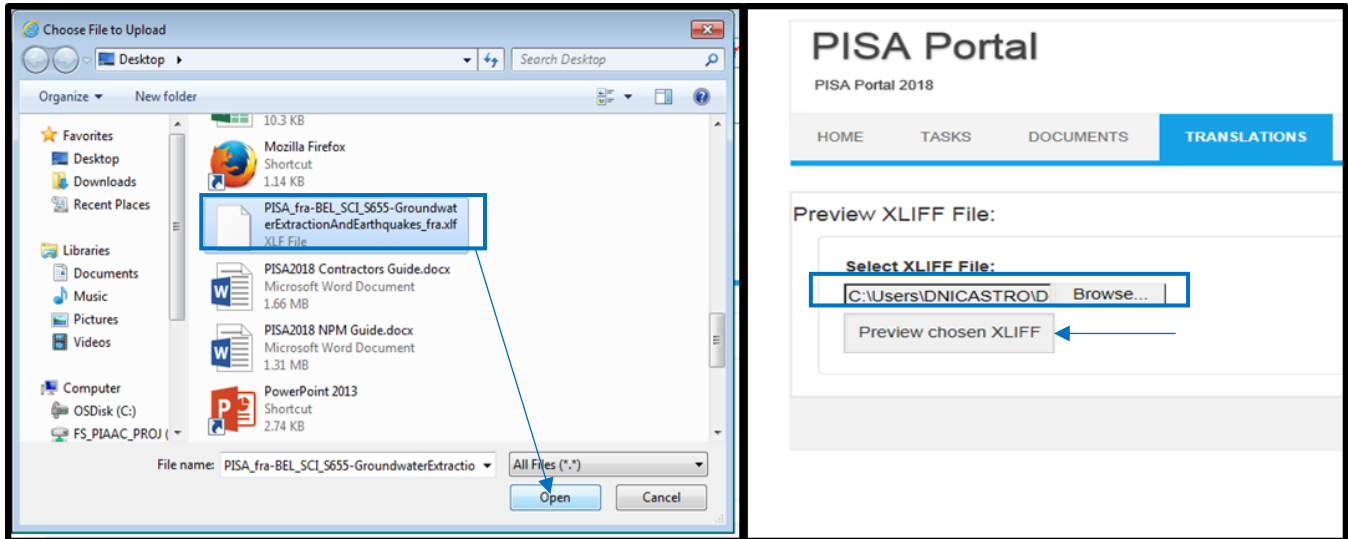 Choose File to Upload
Desktop
Search Desktop
Organize
New folder
Favorites
Desktop
Downloads
Recent Places
Libraries
Documents
Music
Pictures
Videos
Computer
OSDisk (C:)
FS_PIAAC_PROJ (
10.3 KB
Mozilla Firefox
Shortcut
1.14 KB
PISA_fra-BEL_SCI_S655-Groundwat
erExtractionAndEarthquakes_fra.xlf
XLF File
PISA2018 Contractors Guide.docx
Microsoft Word Document
1.66 MB
PISA2018 NPM Guide.docx
Microsoft Word Document
1.31 MB
PowerPoint 2013
Shortcut
2.74 KB
File name: PISA_fra-BEL_SCI_S655-GroundwaterExtractio
All Files (*.*)
Open
Cancel
PISA Portal
PISA Portal 2018
HOME TASKS DOCUMENTS TRANSLATIONS
Preview XLIFF File:
Select XLIFF File:
C:\Users\DNICASTRO\D Browse...
Preview chosen XLIFF